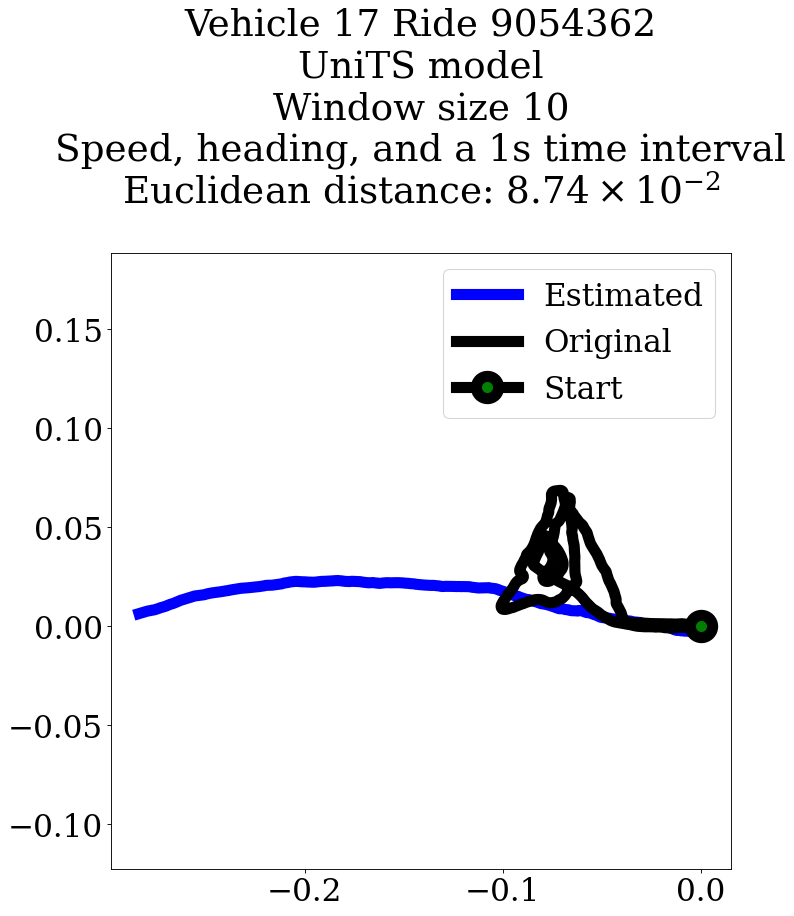 Vehicle 17 Ride 9054362
UniTS model
Window size 10
Speed, heading, and a 1s time interval
Euclidean distance: 8.74 × 10⁻²
Estimated
Original
Start
0.15
0.10
0.05
0.00
−0.05
−0.10
−0.2
−0.1
0.0